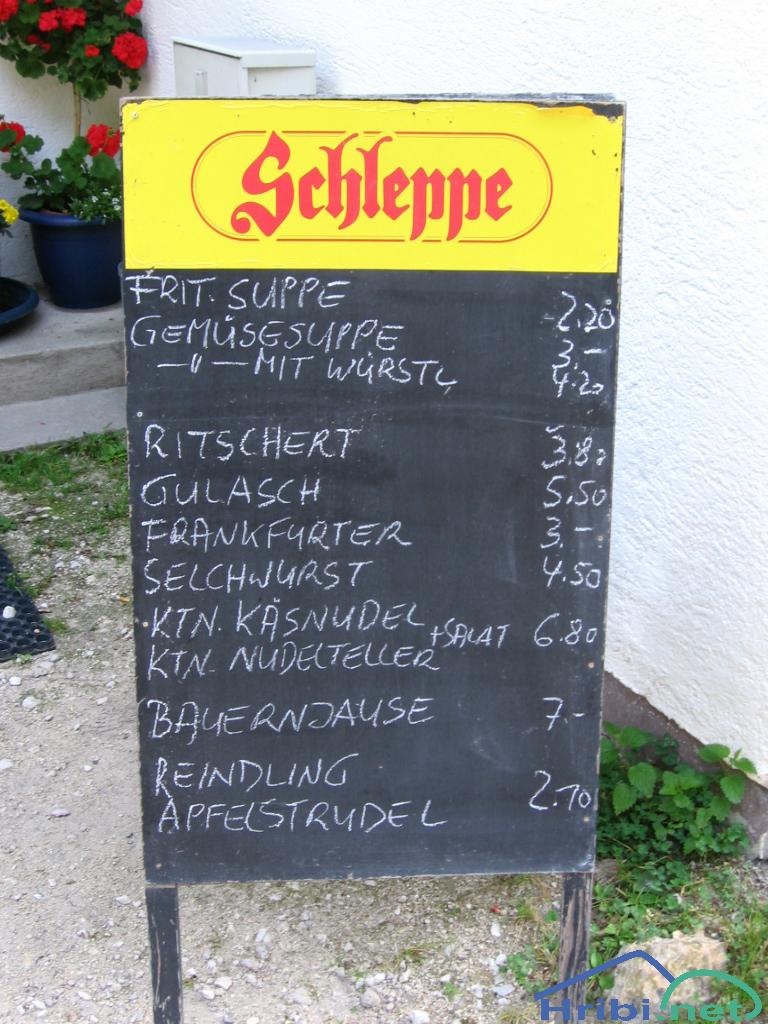 Schleppe
FRIT. SUPPE 2.20
GEMÜSESUPPE 3.-
—"— MIT WÜRSTL 4.20
RITSCHERT 3.80
GULASCH 5.50
FRANKFURTER 3.-
SELCHWURST 4.50
KTN. KÄSNUDEL
+SALAT 6.80
KTN. NUDELTELLER
BAUERNJAUSE 7-
REINDLING
2.10
APFELSTRUDEL
Hribi.net